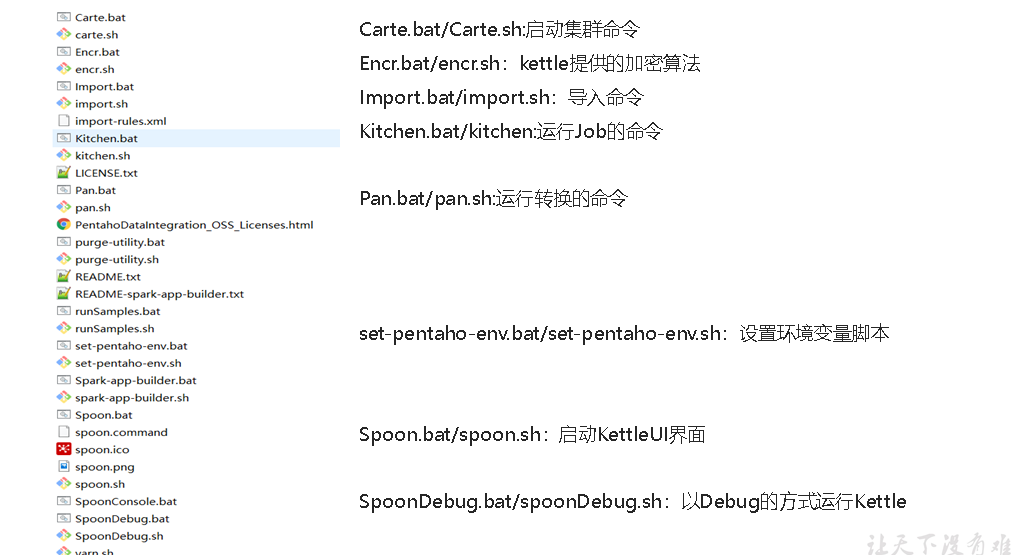 Carte.bat
carte.sh
Encr.bat
encr.sh
Import.bat
import.sh
import-rules.xml
Kitchen.bat
kitchen.sh
LICENSE.txt
Pan.bat
pan.sh
PentahoDataIntegration_OSS_Licenses.html
purge-utility.bat
purge-utility.sh
README.txt
README-spark-app-builder.txt
runSamples.bat
runSamples.sh
set-pentaho-env.bat
set-pentaho-env.sh
Spark-app-builder.bat
spark-app-builder.sh
Spoon.bat
spoon.command
spoon.ico
spoon.png
spoon.sh
SpoonConsole.bat
SpoonDebug.bat
SpoonDebug.sh
yarn.sh
Carte.bat/Carte.sh:启动集群命令
Encr.bat/encr.sh：kettle提供的加密算法
Import.bat/import.sh：导入命令
Kitchen.bat/kitchen:运行Job的命令
Pan.bat/pan.sh:运行转换的命令
set-pentaho-env.bat/set-pentaho-env.sh：设置环境变量脚本
Spoon.bat/spoon.sh：启动KettleUI界面
SpoonDebug.bat/spoonDebug.sh：以Debug的方式运行Kettle
让天下没有难